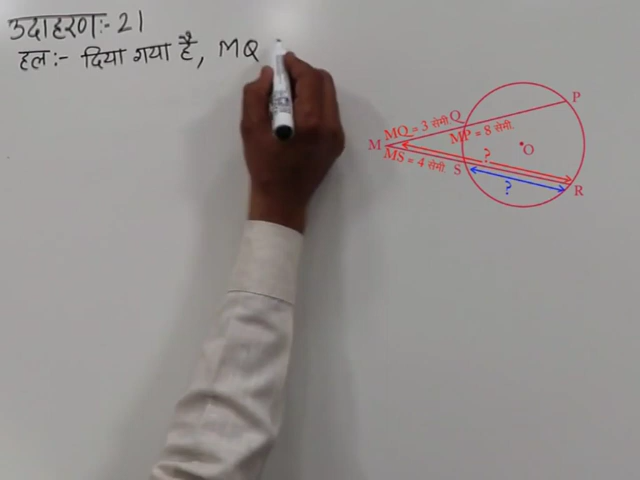 उदाहरण:- 21
हल:- दिया गया है, MQ
P
Q
MQ = 3 सेमी.
M
MP = 8 सेमी.
O
?
MS = 4 सेमी.
S
?
R